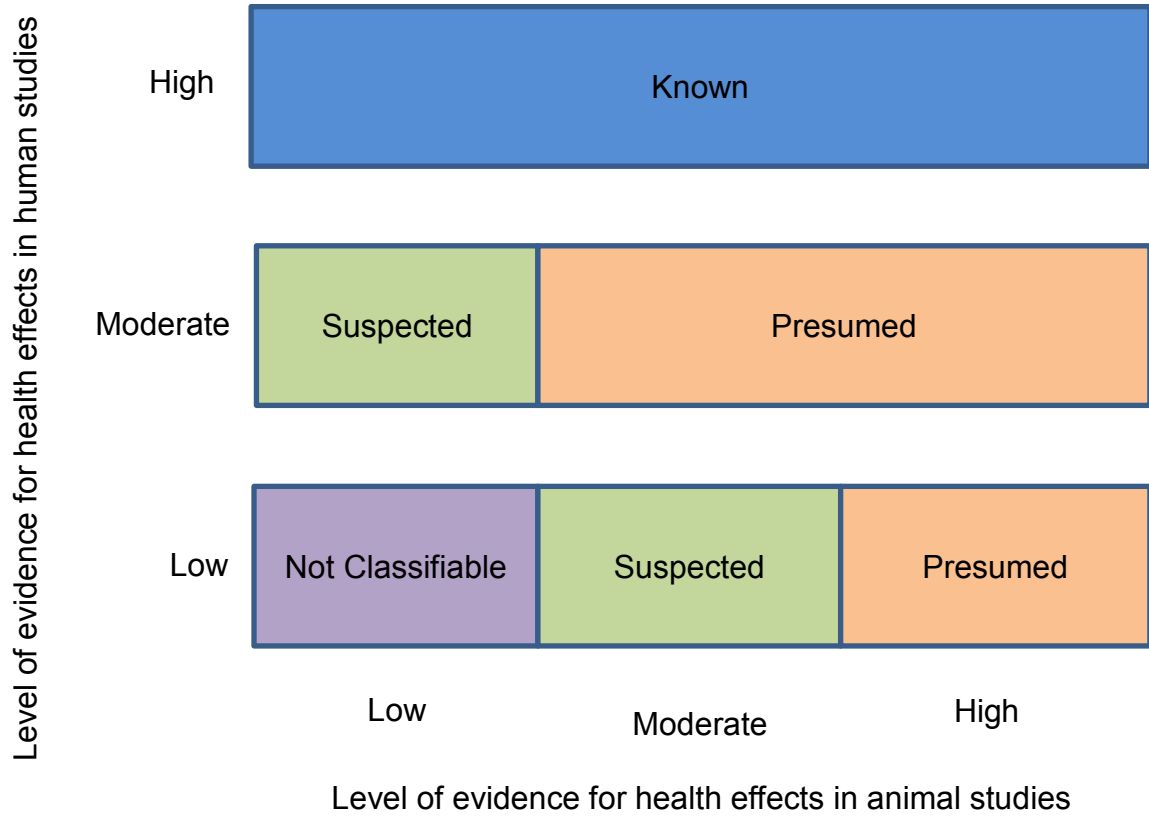 Level of evidence for health effects in human studies
High
Known
Moderate
Suspected
Presumed
Low
Not Classifiable
Suspected
Presumed
Low
Moderate
High
Level of evidence for health effects in animal studies